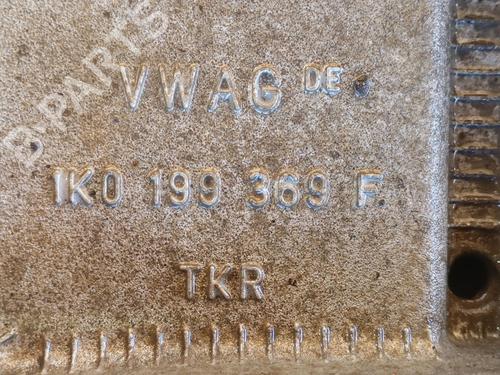 VWAG DE
1K0 199 369 F
TKR
B-PARTS